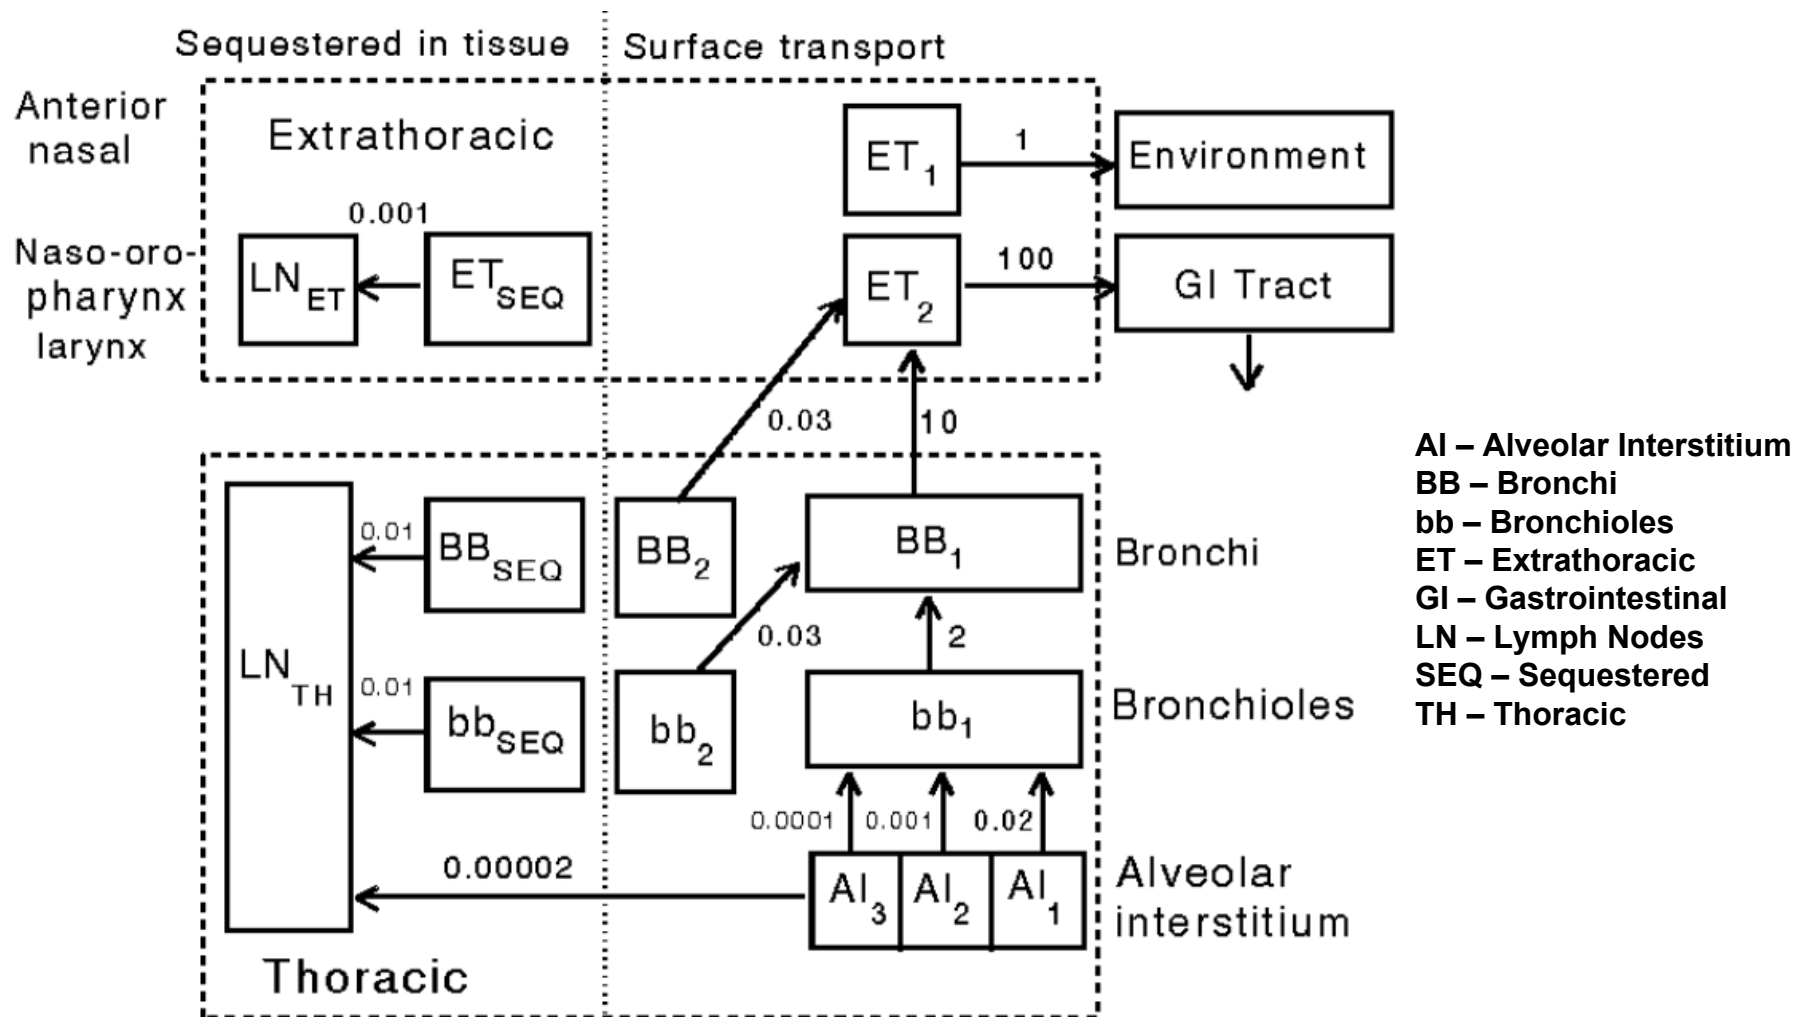 Sequestered in tissue
Surface transport
Anterior
nasal
Extrathoracic
ET1
1
Environment
Naso-oro-
pharynx
larynx
0.001
LNET
ETSEQ
ET2
100
GI Tract
0.03
10
LNTH
0.01
BBSEQ
BB2
BB1
Bronchi
0.03
2
0.01
bbSEQ
bb2
bb1
Bronchioles
0.0001
0.001
0.02
0.00002
AI3
AI2
AI1
Alveolar
interstitium
Thoracic
AI – Alveolar Interstitium
BB – Bronchi
bb – Bronchioles
ET – Extrathoracic
GI – Gastrointestinal
LN – Lymph Nodes
SEQ – Sequestered
TH – Thoracic